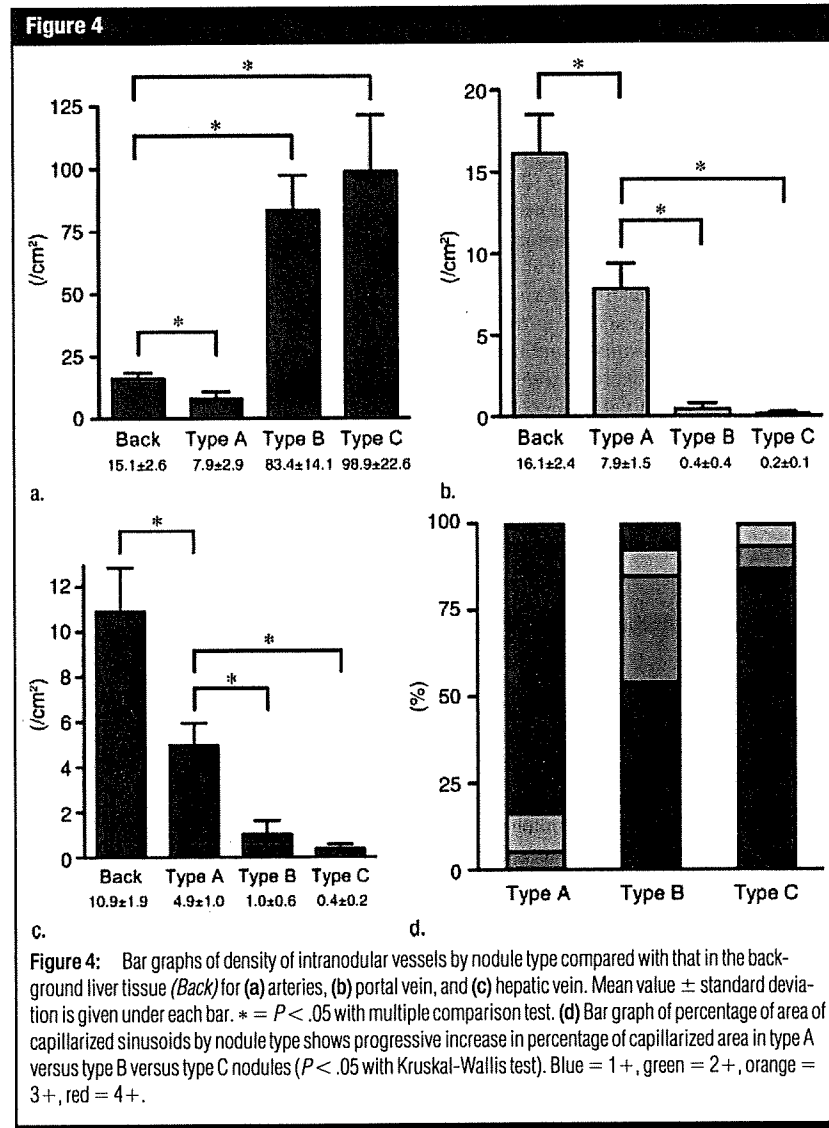 Figure 4
*
*
*
125
100
75
50
25
0
(/cm²)
Back Type A Type B Type C
15.1±2.6 7.9±2.9 83.4±14.1 98.9±22.6
a.
*
*
*
20
15
10
5
0
(/cm²)
Back Type A Type B Type C
16.1±2.4 7.9±1.5 0.4±0.4 0.2±0.1
b.
*
*
*
12
10
8
6
4
2
0
(/cm²)
Back Type A Type B Type C
10.9±1.9 4.9±1.0 1.0±0.6 0.4±0.2
c.
100
75
50
25
0
(%)
Type A Type B Type C
d.
Figure 4: Bar graphs of density of intranodular vessels by nodule type compared with that in the back-
ground liver tissue (Back) for (a) arteries, (b) portal vein, and (c) hepatic vein. Mean value ± standard devia-
tion is given under each bar. * = P < .05 with multiple comparison test. (d) Bar graph of percentage of area of
capillarized sinusoids by nodule type shows progressive increase in percentage of capillarized area in type A
versus type B versus type C nodules (P < .05 with Kruskal-Wallis test). Blue = 1+, green = 2+, orange =
3+, red = 4+.